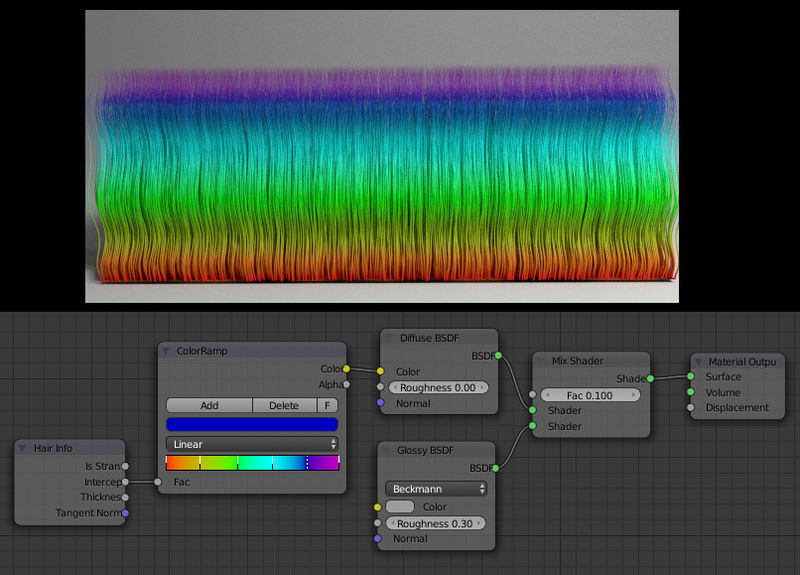 Hair Info
Is Stran
Intercep
Thicknes
Tangent Norm
ColorRamp
Color
Alpha
Add Delete F
Linear
Fac
Diffuse BSDF
BSDF
Color
Roughness 0.00
Normal
Glossy BSDF
BSDF
Beckmann
Color
Roughness 0.30
Normal
Mix Shader
Shade
Fac 0.100
Shader
Shader
Material Outpu
Surface
Volume
Displacement